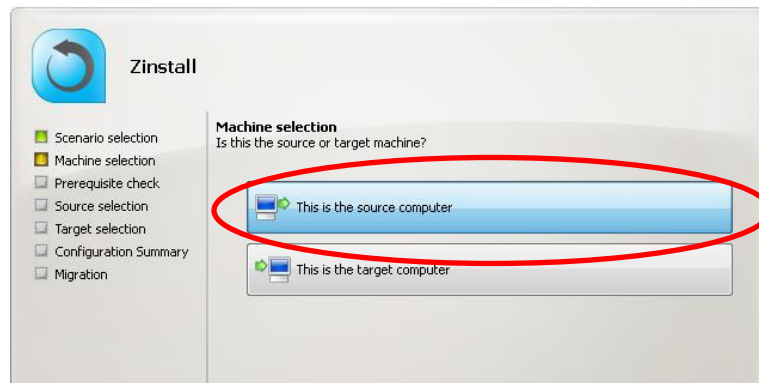 Zinstall
Scenario selection
Machine selection
Prerequisite check
Source selection
Target selection
Configuration Summary
Migration
Machine selection
Is this the source or target machine?
This is the source computer
This is the target computer